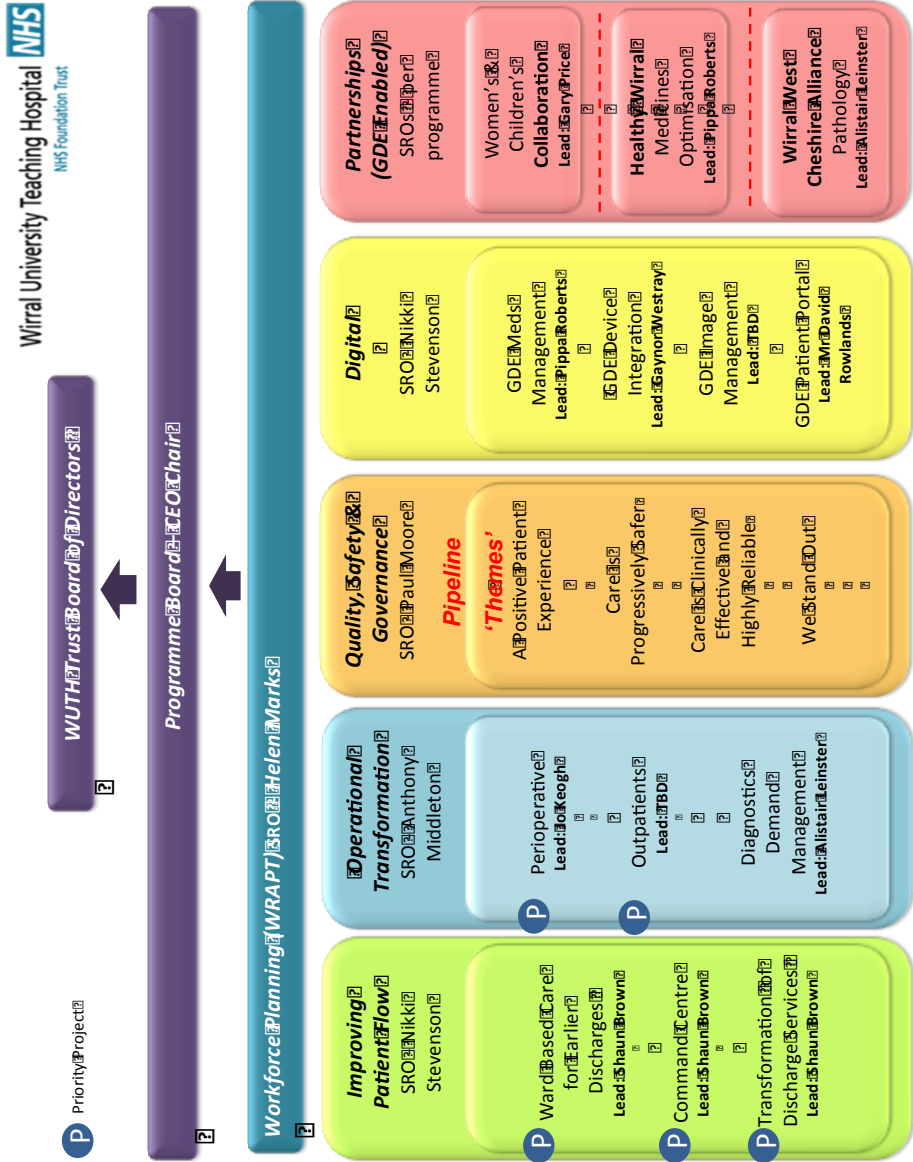 Wirral University Teaching Hospital NHS
NHS Foundation Trust
P Priority Project
WUTH Trust Board of Directors
Programme Board – CEO Chair
Workforce Planning (WRAPT) SRO - Helen Marks
Improving
Patient Flow
SRO - Nikki
Stevenson
P Ward Based Care
for Earlier
Discharges
Lead: Shaun Brown
P Command Centre
Lead: Shaun Brown
P Transformation of
Discharge Services
Lead: Shaun Brown
Operational
Transformation
SRO - Anthony
Middleton
P Perioperative
Lead: Jo Keogh
P Outpatients
Lead: TBD
Diagnostics
Demand
Management
Lead: Alistair Leinster
Quality, Safety &
Governance
SRO - Paul Moore
Pipeline
‘Themes’
A Positive Patient
Experience
Care is
Progressively Safer
Care is Clinically
Effective and
Highly Reliable
We Stand Out
Digital
SRO - Nikki
Stevenson
GDE Meds
Management
Lead: Pippa Roberts
GDE Device
Integration
Lead: Gaynor Westray
GDE Image
Management
Lead: TBD
GDE Patient Portal
Lead: Mr David
Rowlands
Partnerships
(GDE Enabled)
SROs per
programme
Women's &
Children's
Collaboration
Lead: Gary Price
Healthy Wirral
Medicines
Optimisation
Lead: Pippa Roberts
Wirral West
Cheshire Alliance
Pathology
Lead: Alistair Leinster